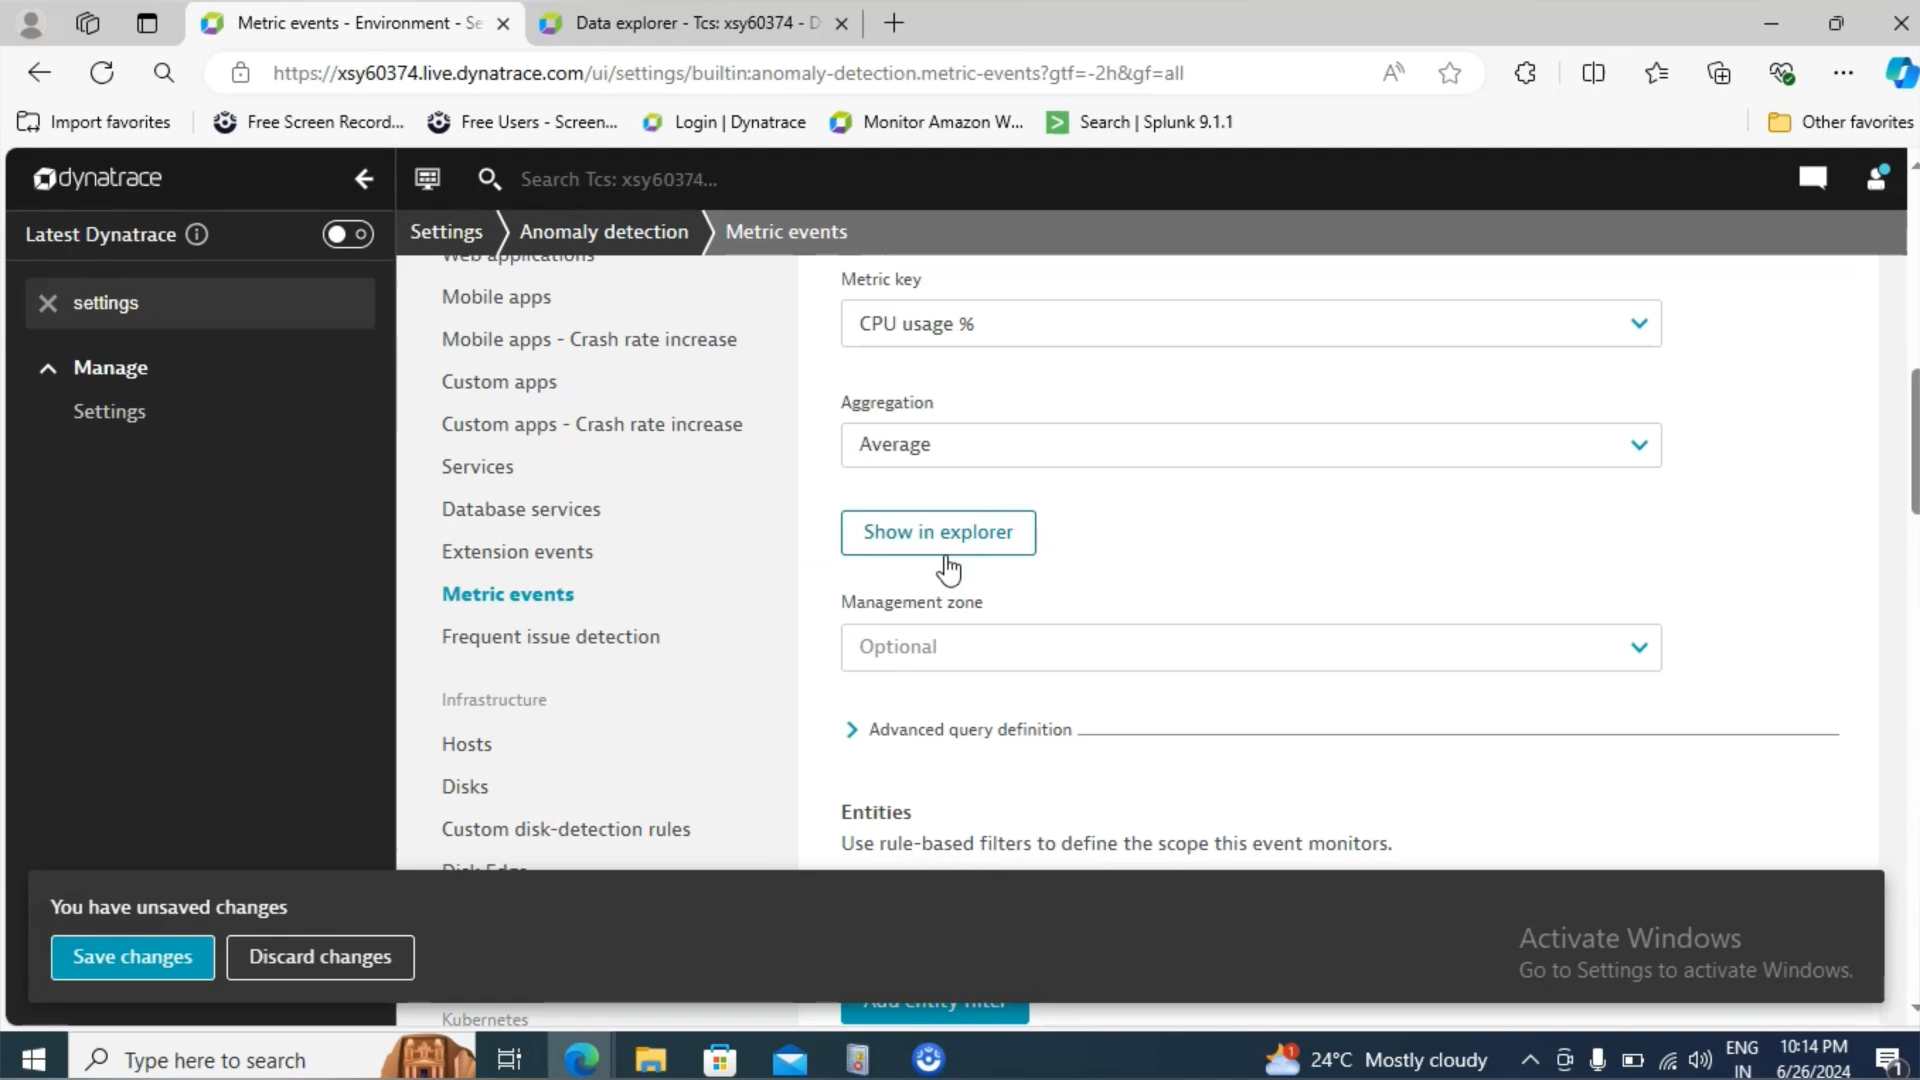 Metric events - Environment - Se
Data explorer - Tcs: xsy60374 - D
https://xsy60374.live.dynatrace.com/ui/settings/builtin:anomaly-detection.metric-events?gtf=-2h&gf=all
Import favorites
Free Screen Record...
Free Users - Screen...
Login | Dynatrace
Monitor Amazon W...
Search | Splunk 9.1.1
Other favorites
dynatrace
Search Tcs: xsy60374...
Latest Dynatrace
Settings
Anomaly detection
Metric events
settings
Manage
Settings
Web applications
Mobile apps
Mobile apps - Crash rate increase
Custom apps
Custom apps - Crash rate increase
Services
Database services
Extension events
Metric events
Frequent issue detection
Infrastructure
Hosts
Disks
Custom disk-detection rules
Disk Edge
Kubernetes
Metric key
CPU usage %
Aggregation
Average
Show in explorer
Management zone
Optional
Advanced query definition
Entities
Use rule-based filters to define the scope this event monitors.
Add entity filter
You have unsaved changes
Save changes
Discard changes
Activate Windows
Go to Settings to activate Windows.
Type here to search
24°C Mostly cloudy
ENG
IN
10:14 PM
6/26/2024
1